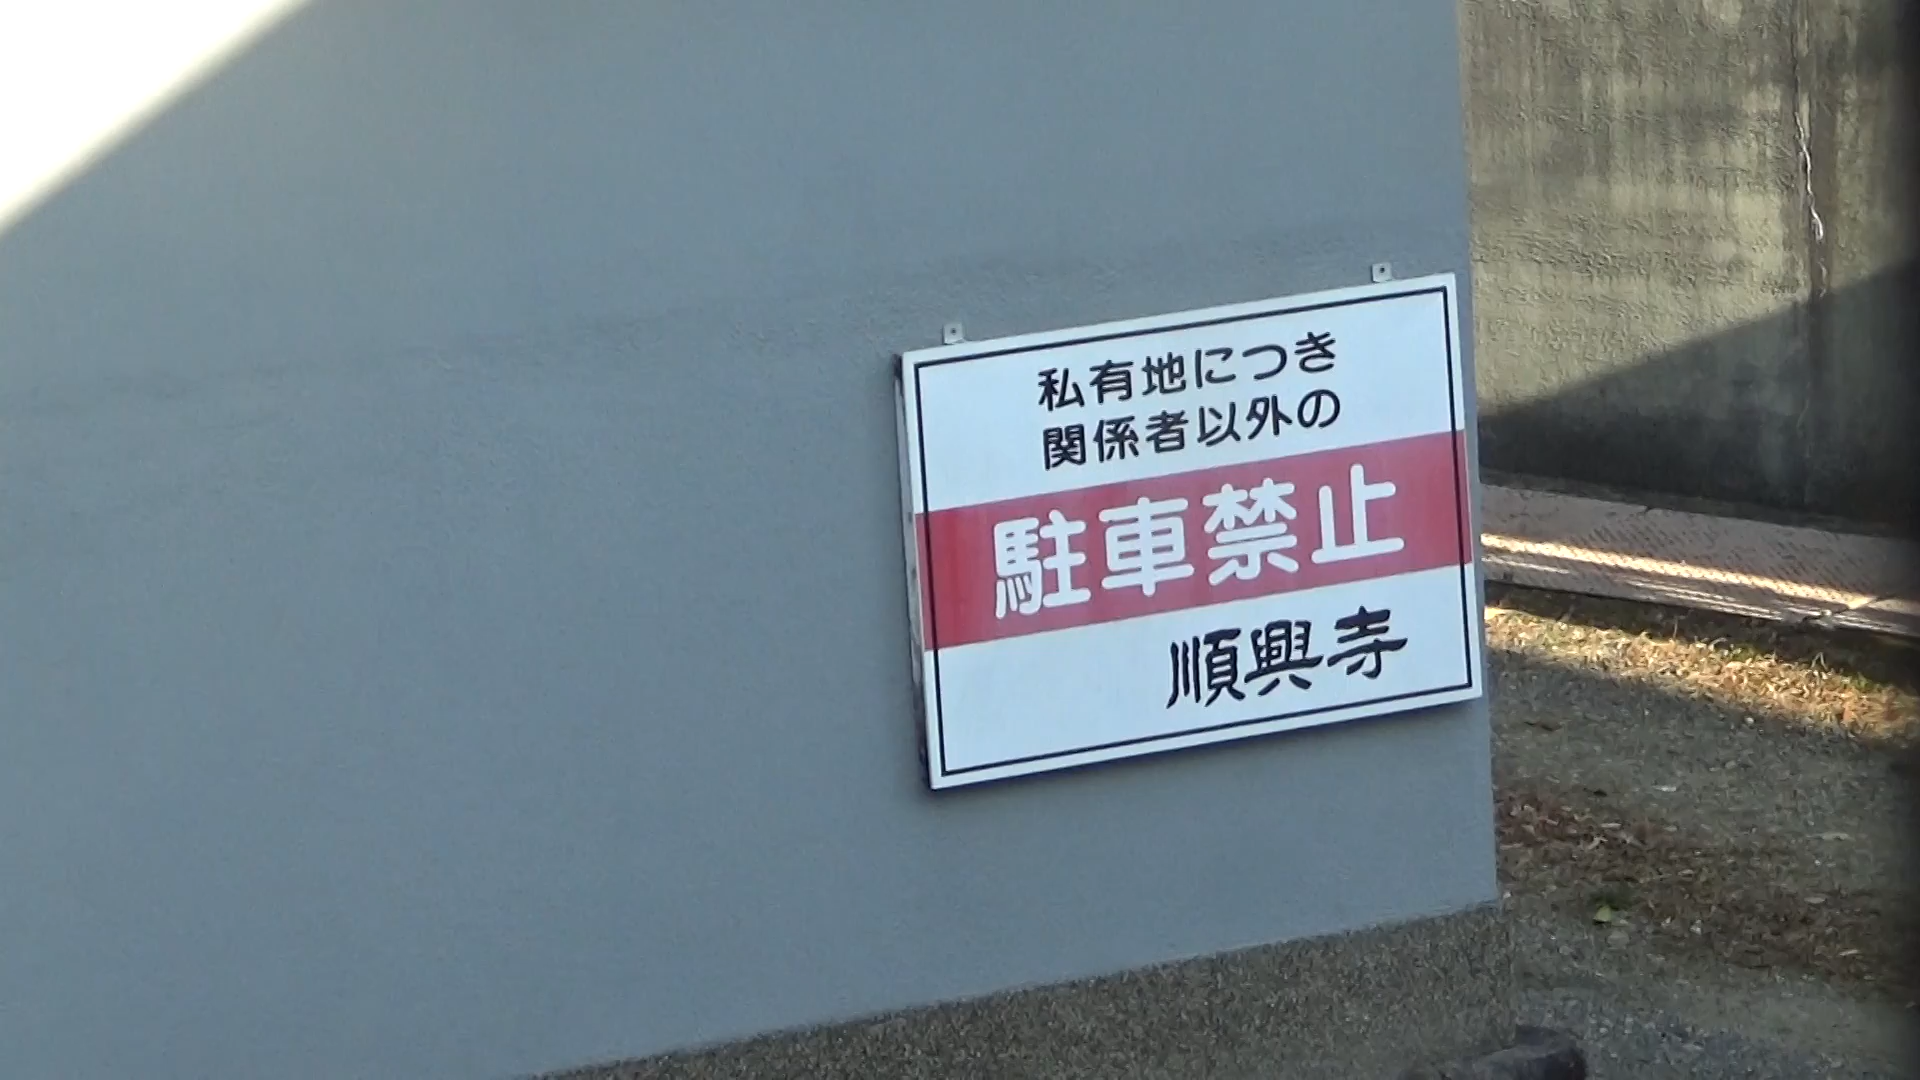 私有地につき
関係者以外の
駐車禁止
順興寺